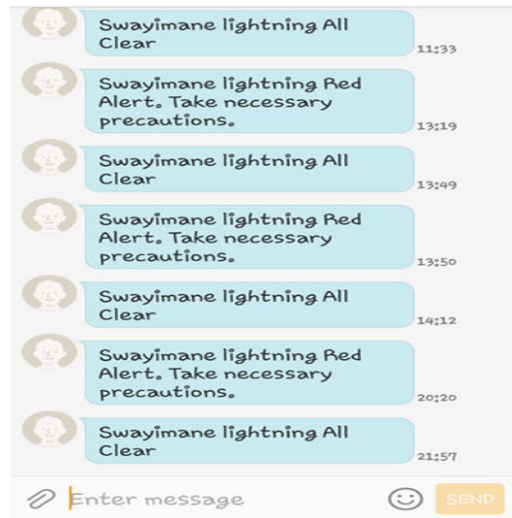 Swayimane lightning All
Clear
11:33
Swayimane lightning Red
Alert. Take necessary
precautions.
13:19
Swayimane lightning All
Clear
13:49
Swayimane lightning Red
Alert. Take necessary
precautions.
13:50
Swayimane lightning All
Clear
14:12
Swayimane lightning Red
Alert. Take necessary
precautions.
20:20
Swayimane lightning All
Clear
21:57
Enter message
SEND